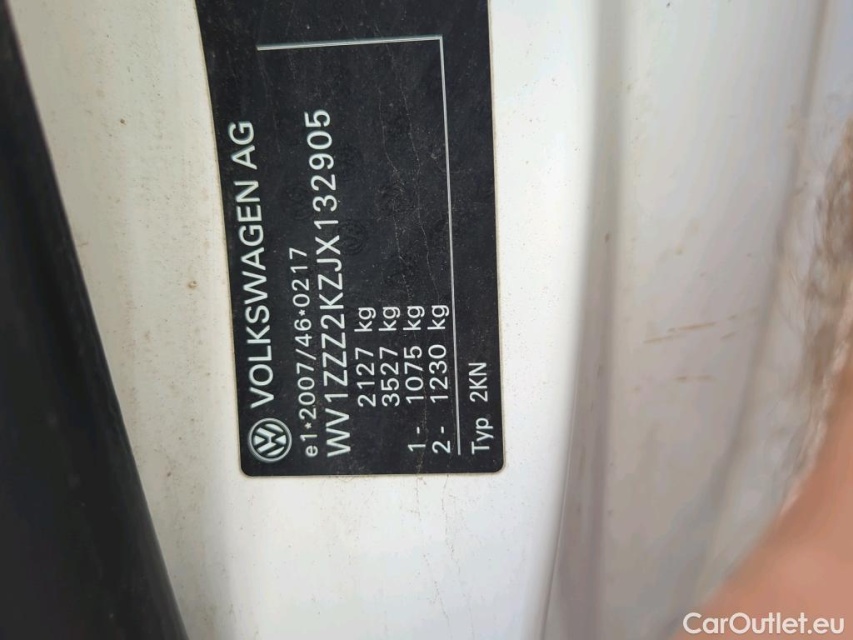 VOLKSWAGEN AG
e1*2007/46*0217
WV1ZZZ2KZJX132905
2127 kg
3527 kg
1- 1075 kg
2- 1230 kg
Typ 2KN
CarOutlet.eu